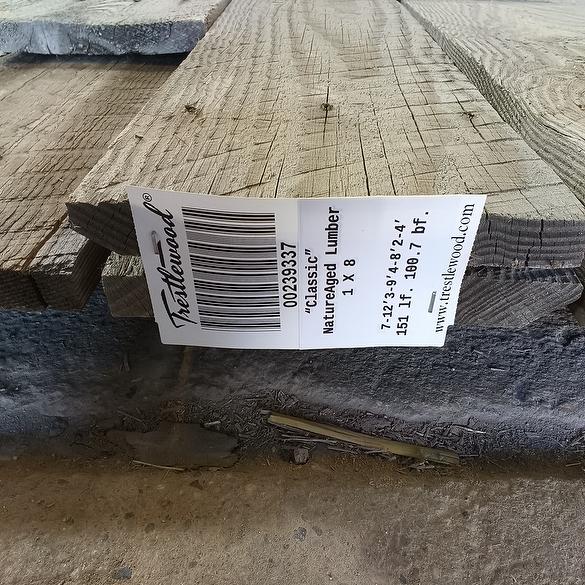 Trestlewood®
00239337
"Classic"
NatureAged Lumber
1 X 8
7-12'3-9'4-8'2-4'
151 lf. 100.7 bf.
www.trestlewood.com